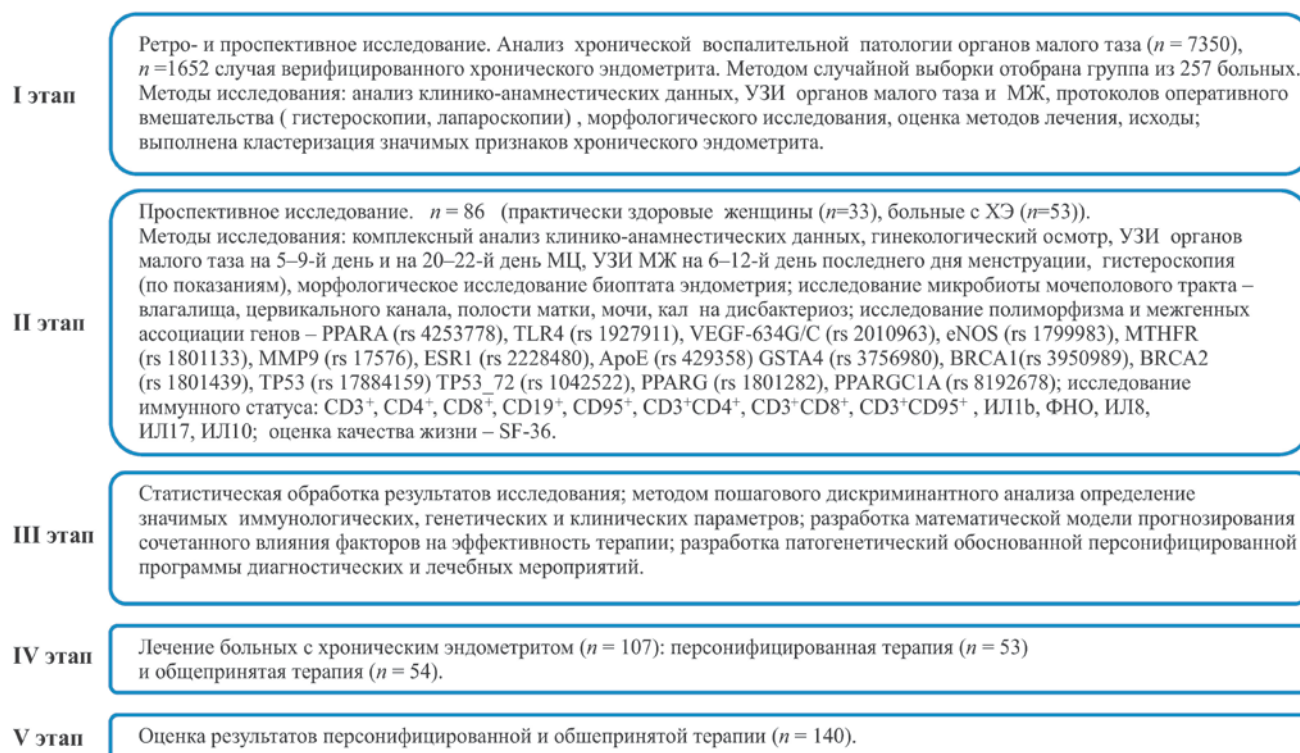 I этап
Ретро- и проспективное исследование. Анализ хронической воспалительной патологии органов малого таза (n = 7350),
n =1652 случая верифицированного хронического эндометрита. Методом случайной выборки отобрана группа из 257 больных.
Методы исследования: анализ клинико-анамнестических данных, УЗИ органов малого таза и МЖ, протоколов оперативного
вмешательства ( гистероскопии, лапароскопии) , морфологического исследования, оценка методов лечения, исходы;
выполнена кластеризация значимых признаков хронического эндометрита.
II этап
Проспективное исследование. n = 86 (практически здоровые женщины (n=33), больные с ХЭ (n=53)).
Методы исследования: комплексный анализ клинико-анамнестических данных, гинекологический осмотр, УЗИ органов
малого таза на 5–9-й день и на 20–22-й день МЦ, УЗИ МЖ на 6–12-й день последнего дня менструации, гистероскопия
(по показаниям), морфологическое исследование биоптата эндометрия; исследование микробиоты мочеполового тракта –
влагалища, цервикального канала, полости матки, мочи, кал на дисбактериоз; исследование полиморфизма и межгенных
ассоциации генов – PPARA (rs 4253778), TLR4 (rs 1927911), VEGF-634G/C (rs 2010963), eNOS (rs 1799983), MTHFR
(rs 1801133), MMP9 (rs 17576), ESR1 (rs 2228480), ApoE (rs 429358) GSTA4 (rs 3756980), BRCA1(rs 3950989), BRCA2
(rs 1801439), TP53 (rs 17884159) TP53_72 (rs 1042522), PPARG (rs 1801282), PPARGC1A (rs 8192678); исследование
иммунного статуса: CD3⁺, CD4⁺, CD8⁺, CD19⁺, CD95⁺, CD3⁺CD4⁺, CD3⁺CD8⁺, CD3⁺CD95⁺ , ИЛ1b, ФНО, ИЛ8,
ИЛ17, ИЛ10; оценка качества жизни – SF-36.
III этап
Статистическая обработка результатов исследования; методом пошагового дискриминантного анализа определение
значимых иммунологических, генетических и клинических параметров; разработка математической модели прогнозирования
сочетанного влияния факторов на эффективность терапии; разработка патогенетический обоснованной персонифицированной
программы диагностических и лечебных мероприятий.
IV этап
Лечение больных с хроническим эндометритом (n = 107): персонифицированная терапия (n = 53)
и общепринятая терапия (n = 54).
V этап
Оценка результатов персонифицированной и обшепринятой терапии (n = 140).